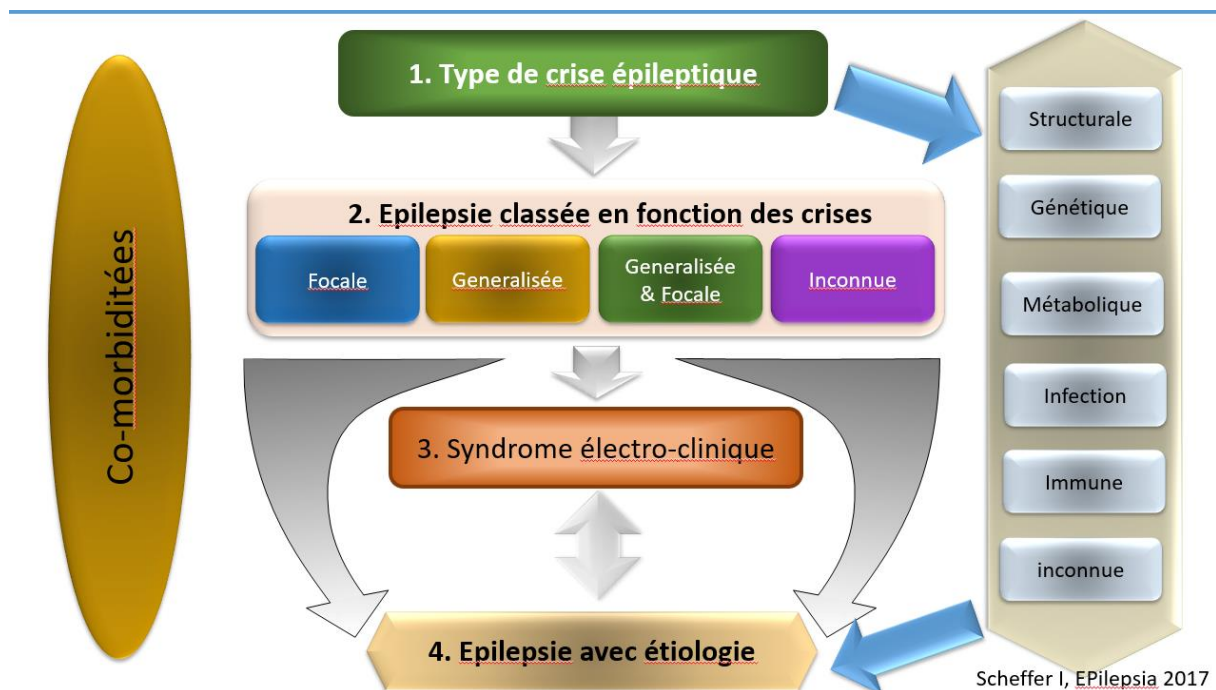 1. Type de crise épileptique
Co-morbiditées
2. Epilepsie classée en fonction des crises
Focale
Generalisée
Generalisée
& Focale
Inconnue
3. Syndrome électro-clinique
4. Epilepsie avec étiologie
Structurale
Génétique
Métabolique
Infection
Immune
inconnue
Scheffer I, EPilepsia 2017